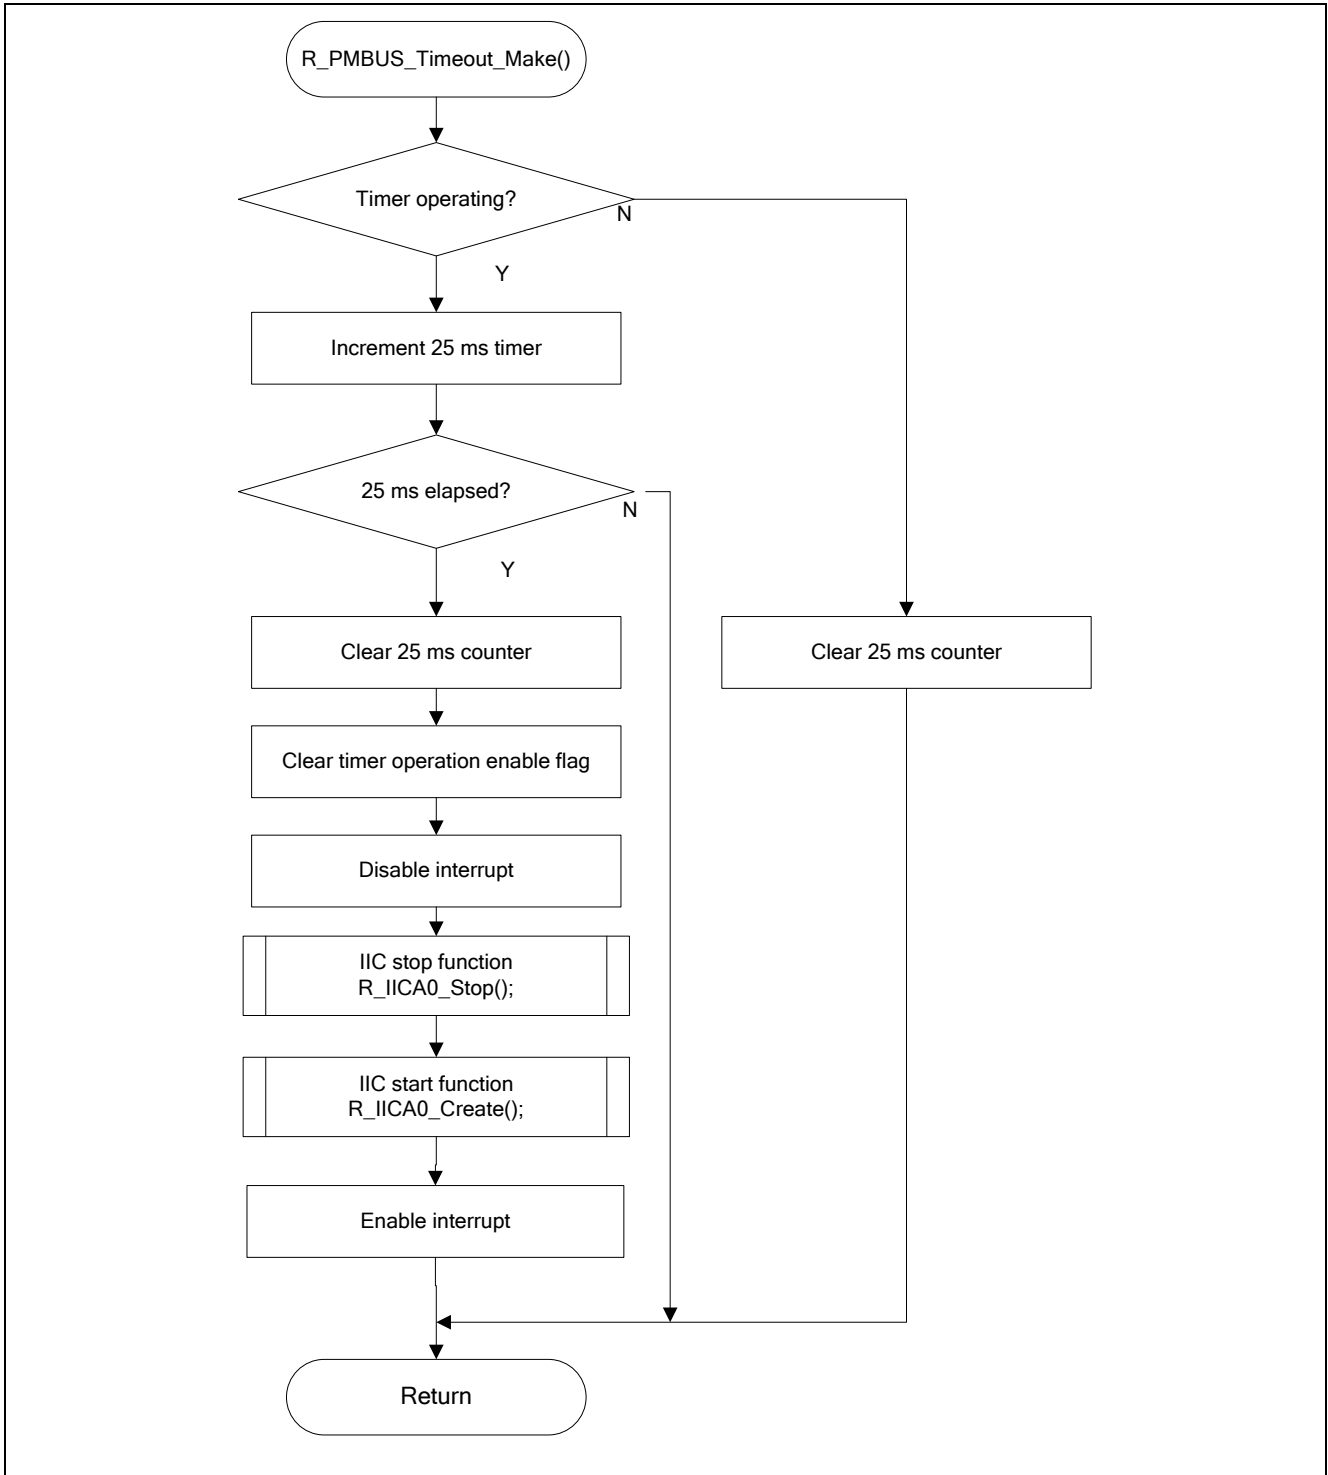 R_PMBUS_Timeout_Make()
Timer operating?
N
Y
Increment 25 ms timer
25 ms elapsed?
N
Y
Clear 25 ms counter
Clear 25 ms counter
Clear timer operation enable flag
Disable interrupt
IIC stop function
R_IICA0_Stop();
IIC start function
R_IICA0_Create();
Enable interrupt
Return